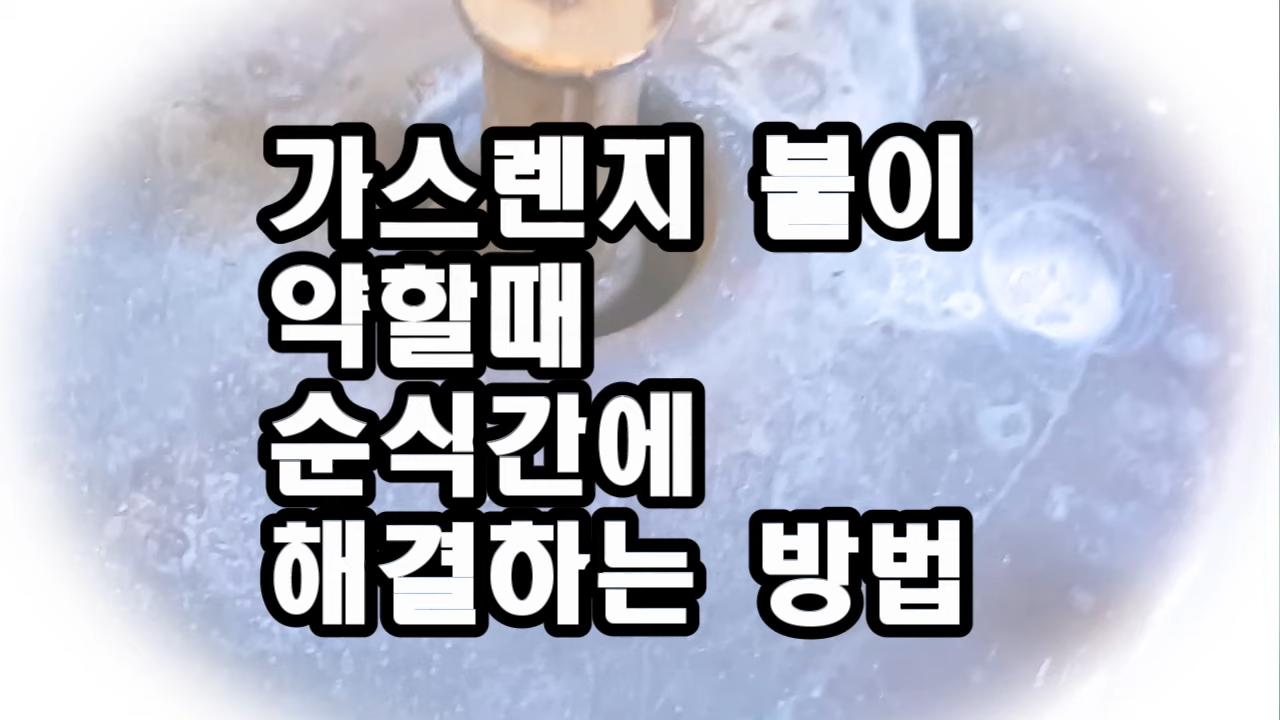 가스렌지 불이
약할때
순식간에
해결하는 방법